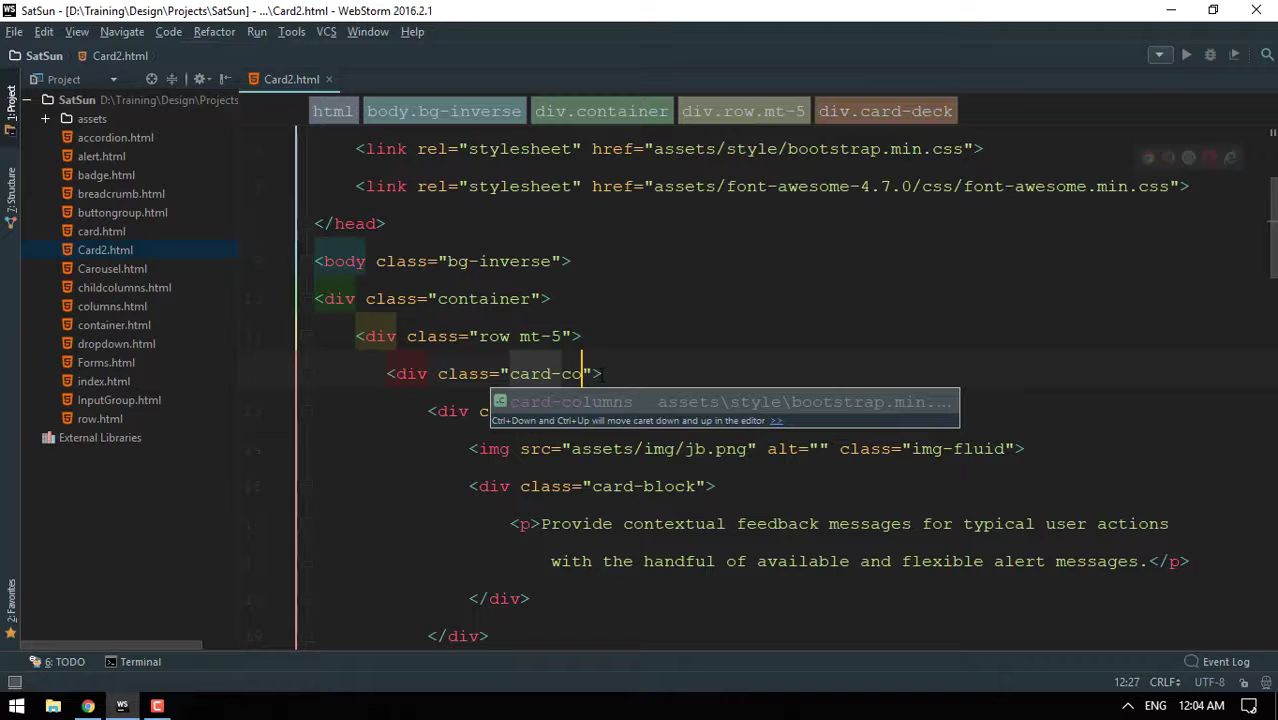 SatSun - [D:\Training\Design\Projects\SatSun] - ...\Card2.html] - WebStorm 2016.2.1
File Edit View Navigate Code Refactor Run Tools VCS Window Help
SatSun Card2.html
Project Card2.html
1: Project
7: Structure
2: Favorites
SatSun D:\Training\Design\Projects
assets
accordion.html
alert.html
badge.html
breadcrumb.html
buttongroup.html
card.html
Card2.html
Carousel.html
childcolumns.html
columns.html
container.html
dropdown.html
Forms.html
index.html
InputGroup.html
row.html
External Libraries
html body.bg-inverse div.container div.row.mt-5 div.card-deck
<link rel="stylesheet" href="assets/style/bootstrap.min.css">
<link rel="stylesheet" href="assets/font-awesome-4.7.0/css/font-awesome.min.css">
</head>
<body class="bg-inverse">
<div class="container">
<div class="row mt-5">
<div class="card-co">
card-columns assets\style\bootstrap.min....
Ctrl+Down and Ctrl+Up will move caret down and up in the editor >>
<div c
<img src="assets/img/jb.png" alt="" class="img-fluid">
<div class="card-block">
<p>Provide contextual feedback messages for typical user actions
with the handful of available and flexible alert messages.</p>
</div>
</div>
6: TODO Terminal Event Log
12:27 CRLF UTF-8
WS ENG 12:04 AM